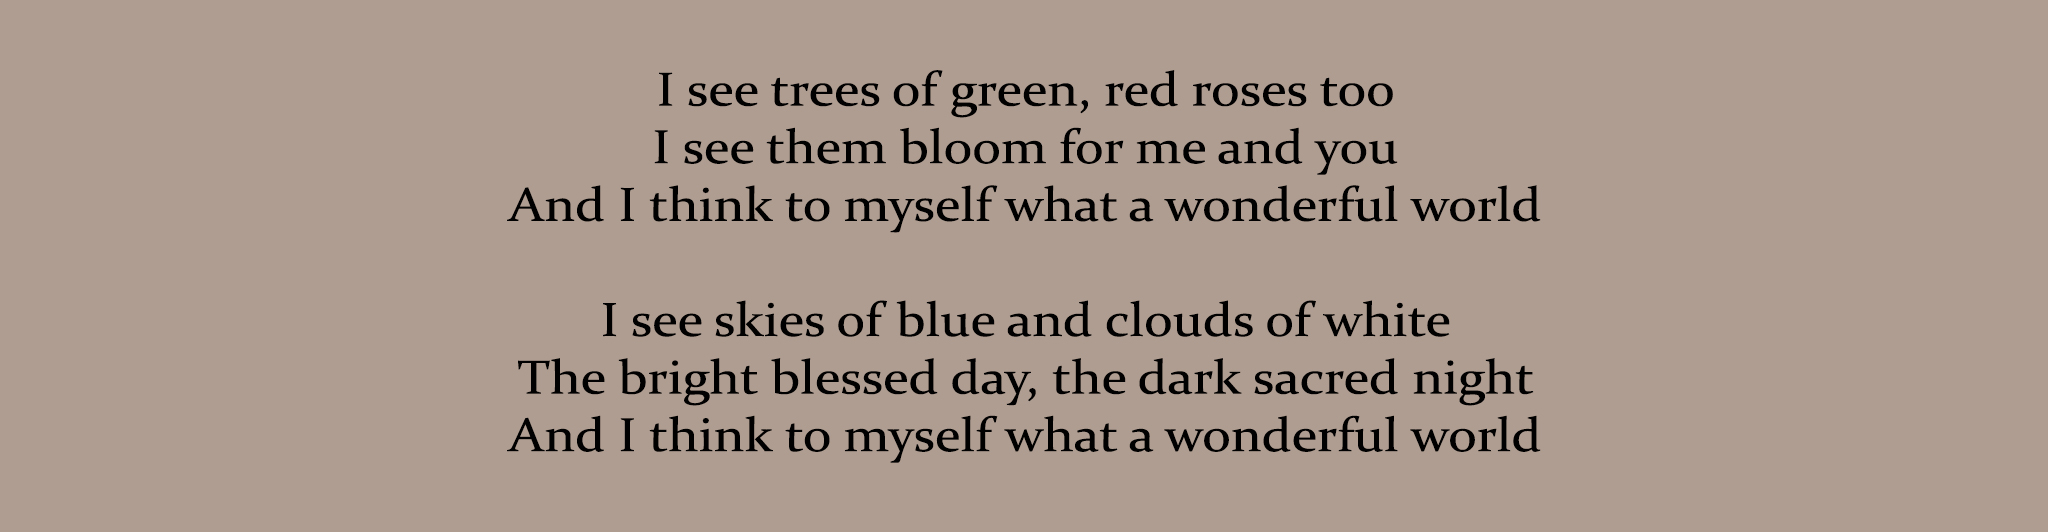 I see trees of green, red roses too
I see them bloom for me and you
And I think to myself what a wonderful world
I see skies of blue and clouds of white
The bright blessed day, the dark sacred night
And I think to myself what a wonderful world